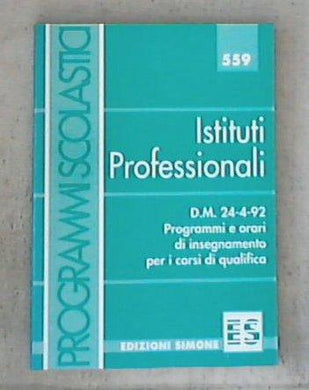 PROGRAMMI SCOLASTICI
559
Istituti
Professionali
D.M. 24-4-92
Programmi e orari
di insegnamento
per i corsi di qualifica
EDIZIONI SIMONE
ES